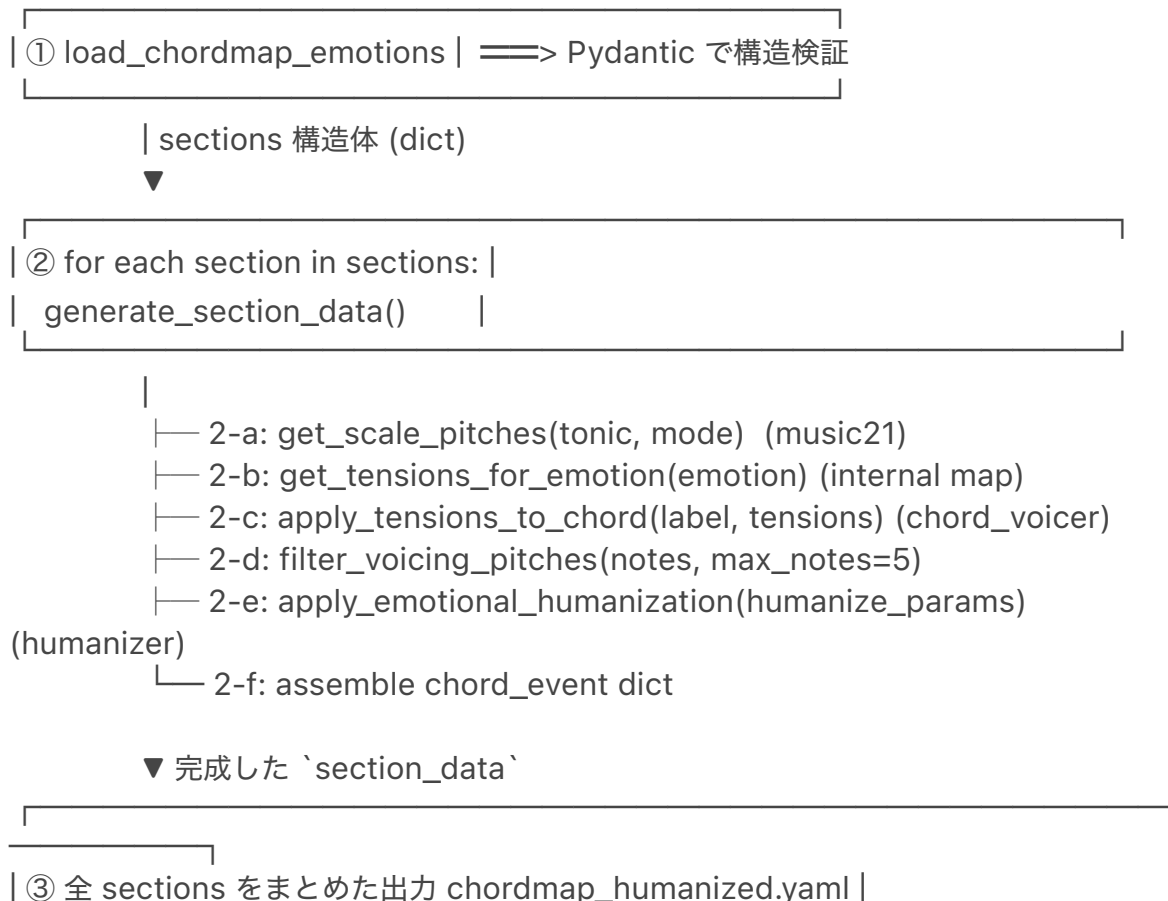 | ① load_chordmap_emotions | ═══> Pydantic で構造検証
| sections 構造体 (dict)
▼
| ② for each section in sections: |
|   generate_section_data()        |
|
├─ 2-a: get_scale_pitches(tonic, mode)  (music21)
├─ 2-b: get_tensions_for_emotion(emotion) (internal map)
├─ 2-c: apply_tensions_to_chord(label, tensions) (chord_voicer)
├─ 2-d: filter_voicing_pitches(notes, max_notes=5)
├─ 2-e: apply_emotional_humanization(humanize_params)
(humanizer)
└─ 2-f: assemble chord_event dict
▼ 完成した `section_data`
| ③ 全 sections をまとめた出力 chordmap_humanized.yaml |